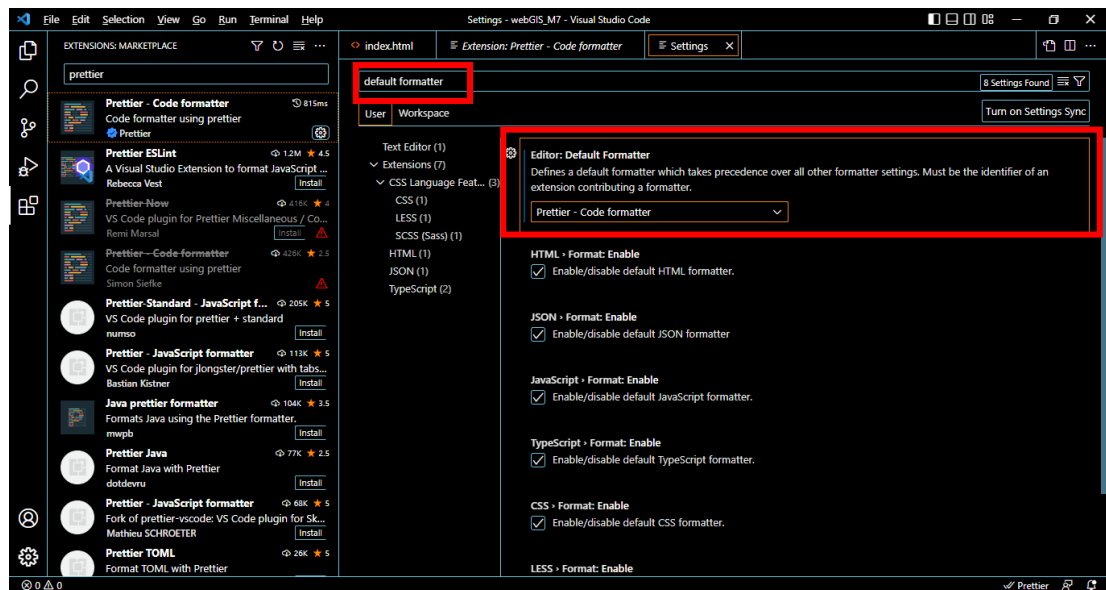 File Edit Selection View Go Run Terminal Help
Settings - webGIS_M7 - Visual Studio Code
EXTENSIONS: MARKETPLACE
prettier
Prettier - Code formatter 815ms
Code formatter using prettier
Prettier
Prettier ESLint 1.2M ★ 4.5
A Visual Studio Extension to format JavaScript ...
Rebecca Vest Install
Prettier Now 416K ★ 4
VS Code plugin for Prettier Miscellaneous / Co...
Remi Marsal Install
Prettier - Code formatter 426K ★ 2.5
Code formatter using prettier
Simon Siefke
Prettier-Standard - JavaScript f... 205K ★ 5
VS Code plugin for prettier + standard
numso Install
Prettier - JavaScript formatter 113K ★ 5
VS Code plugin for jlongster/prettier with tabs...
Bastian Kistner Install
Java prettier formatter 104K ★ 3.5
Formats Java using the Prettier formatter.
mwpb Install
Prettier Java 77K ★ 2.5
Format Java with Prettier
dotdevru Install
Prettier - JavaScript formatter 68K ★ 5
Fork of prettier-vscode: VS Code plugin for Sk...
Mathieu SCHROETER Install
Prettier TOML 26K ★ 5
Format TOML with Prettier
index.html
Extension: Prettier - Code formatter
Settings
default formatter
8 Settings Found
User Workspace
Turn on Settings Sync
Text Editor (1)
Extensions (7)
CSS Language Feat... (3)
CSS (1)
LESS (1)
SCSS (Sass) (1)
HTML (1)
JSON (1)
TypeScript (2)
Editor: Default Formatter
Defines a default formatter which takes precedence over all other formatter settings. Must be the identifier of an
extension contributing a formatter.
Prettier - Code formatter
HTML › Format: Enable
Enable/disable default HTML formatter.
JSON › Format: Enable
Enable/disable default JSON formatter
JavaScript › Format: Enable
Enable/disable default JavaScript formatter.
TypeScript › Format: Enable
Enable/disable default TypeScript formatter.
CSS › Format: Enable
Enable/disable default CSS formatter.
LESS › Format: Enable
0 0
Prettier